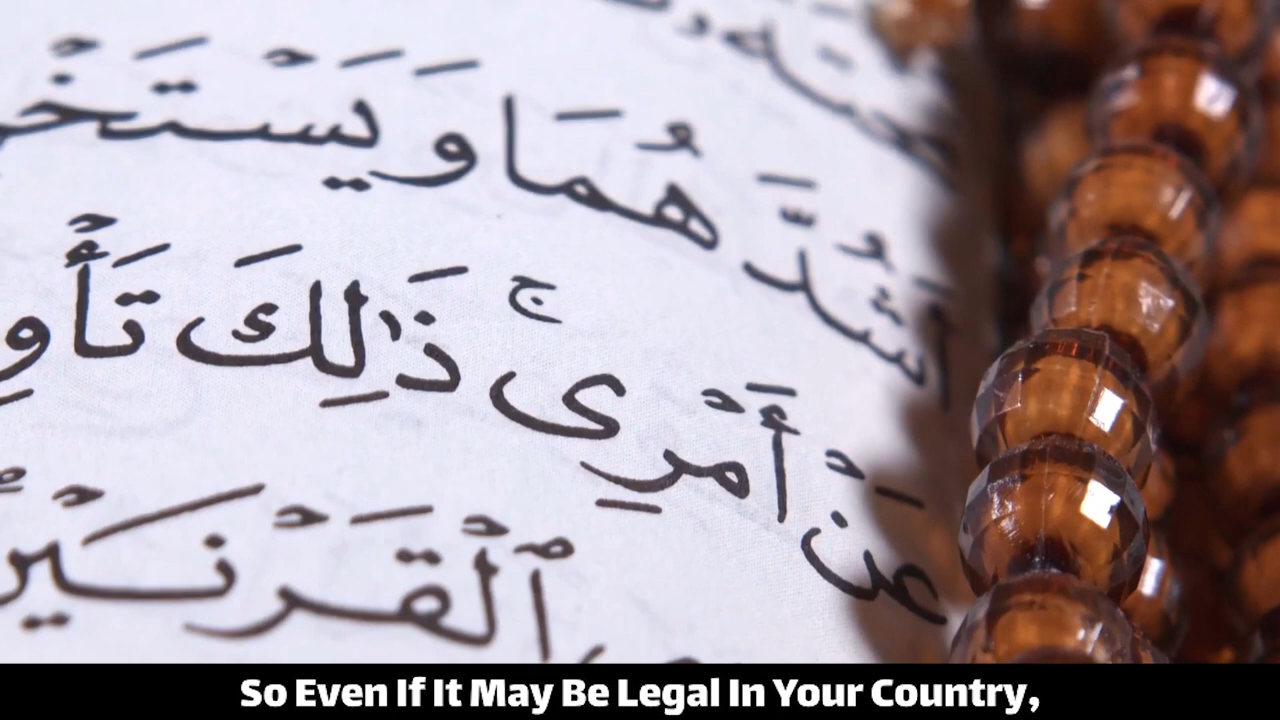 أَشُدَّهُمَا وَيَسْتَخْ
عَنْ أَمْرِى ۚ ذَٰلِكَ تَأْوِ
ٱلْقَرْنَيْنِ
So Even If It May Be Legal In Your Country,